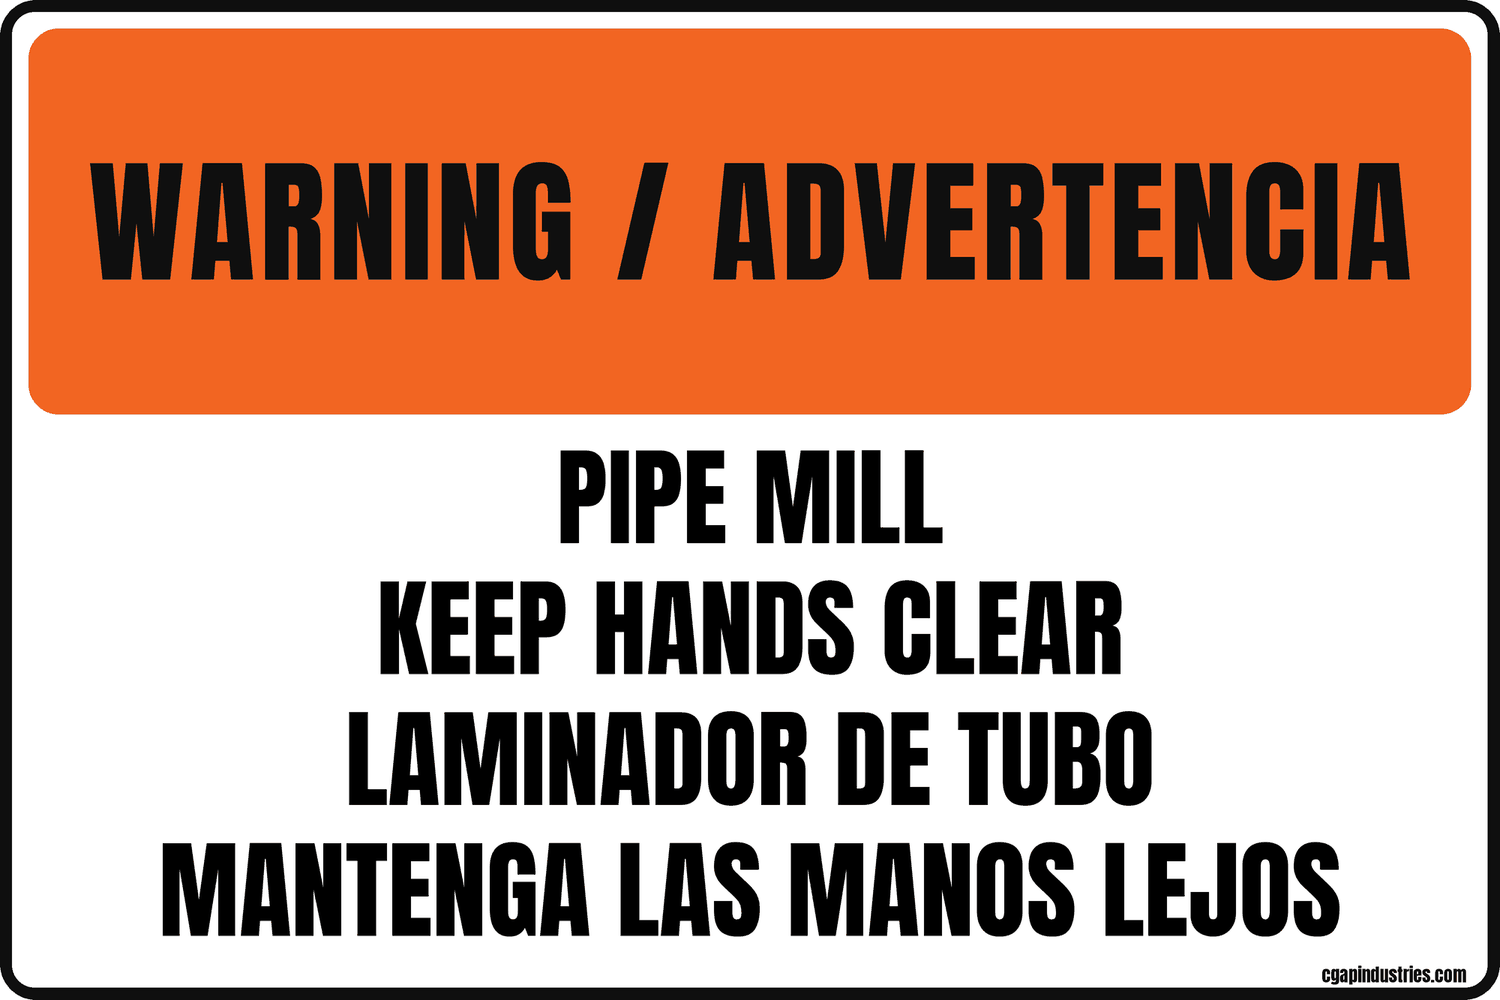 WARNING / ADVERTENCIA
PIPE MILL
KEEP HANDS CLEAR
LAMINADOR DE TUBO
MANTENGA LAS MANOS LEJOS
cgapindustries.com